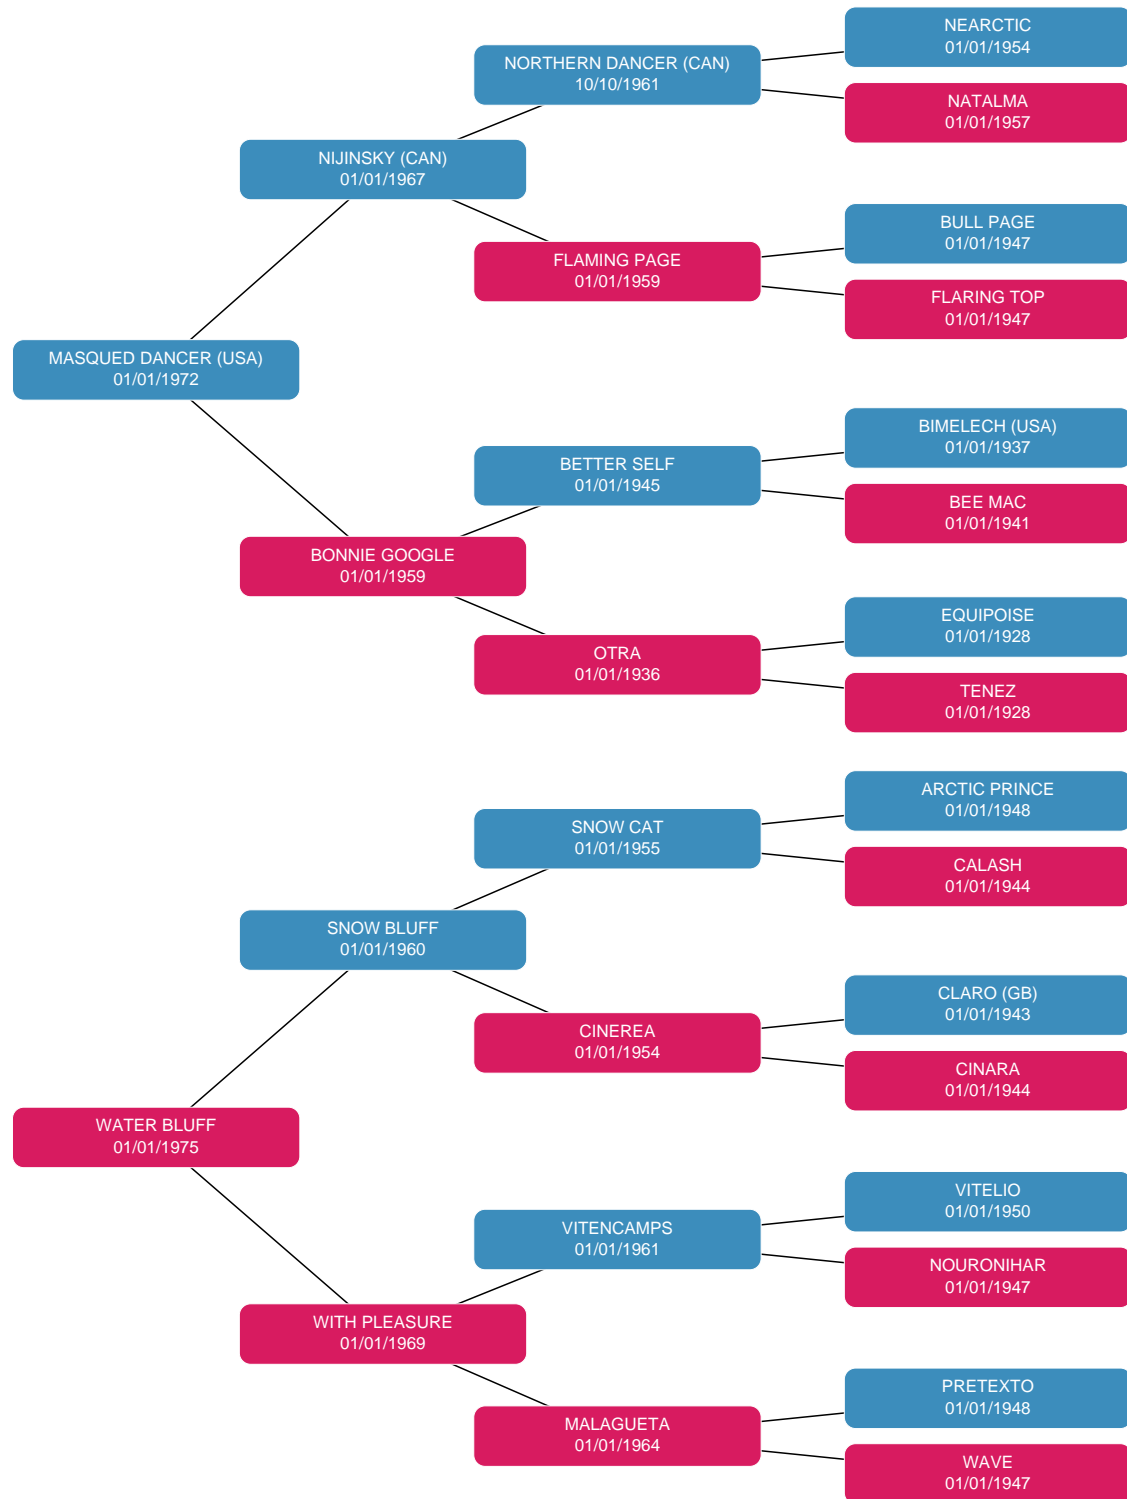 NEARCTIC
01/01/1954
NORTHERN DANCER (CAN)
10/10/1961
NATALMA
01/01/1957
NIJINSKY (CAN)
01/01/1967
BULL PAGE
01/01/1947
FLAMING PAGE
01/01/1959
FLARING TOP
01/01/1947
MASQUED DANCER (USA)
01/01/1972
BIMELECH (USA)
01/01/1937
BETTER SELF
01/01/1945
BEE MAC
01/01/1941
BONNIE GOOGLE
01/01/1959
EQUIPOISE
01/01/1928
OTRA
01/01/1936
TENEZ
01/01/1928
ARCTIC PRINCE
01/01/1948
SNOW CAT
01/01/1955
CALASH
01/01/1944
SNOW BLUFF
01/01/1960
CLARO (GB)
01/01/1943
CINEREA
01/01/1954
CINARA
01/01/1944
WATER BLUFF
01/01/1975
VITELIO
01/01/1950
VITENCAMPS
01/01/1961
NOURONIHAR
01/01/1947
WITH PLEASURE
01/01/1969
PRETEXTO
01/01/1948
MALAGUETA
01/01/1964
WAVE
01/01/1947